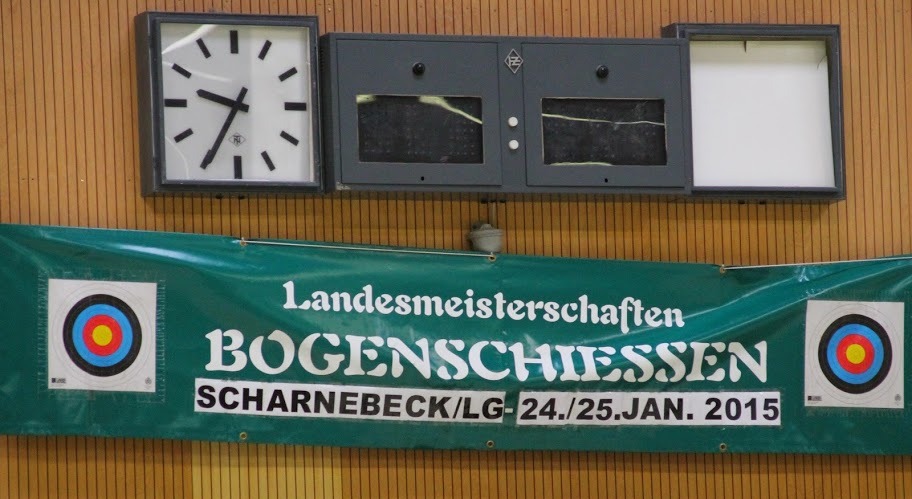 Landesmeisterschaften
BOGENSCHIESSEN
SCHARNEBECK/LG- 24./25.JAN. 2015